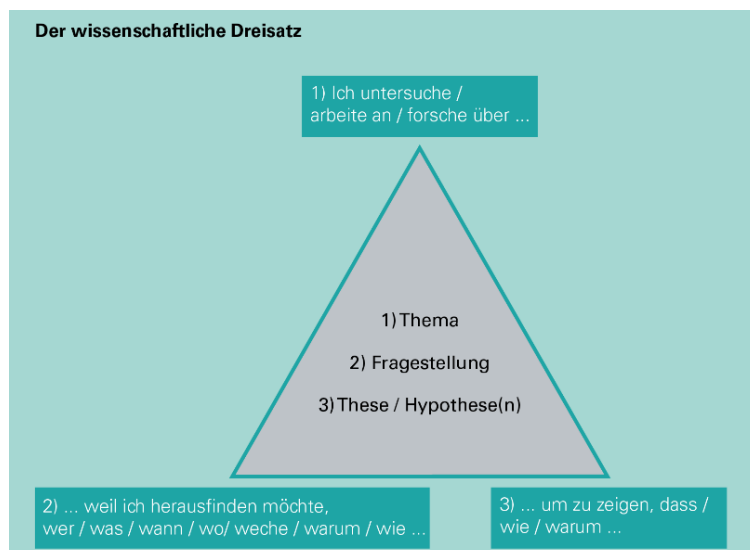 Der wissenschaftliche Dreisatz
1) Ich untersuche /
arbeite an / forsche über ...
1) Thema
2) Fragestellung
3) These / Hypothese(n)
2) ... weil ich herausfinden möchte,
wer / was / wann / wo/ weche / warum / wie ...
3) ... um zu zeigen, dass /
wie / warum ...